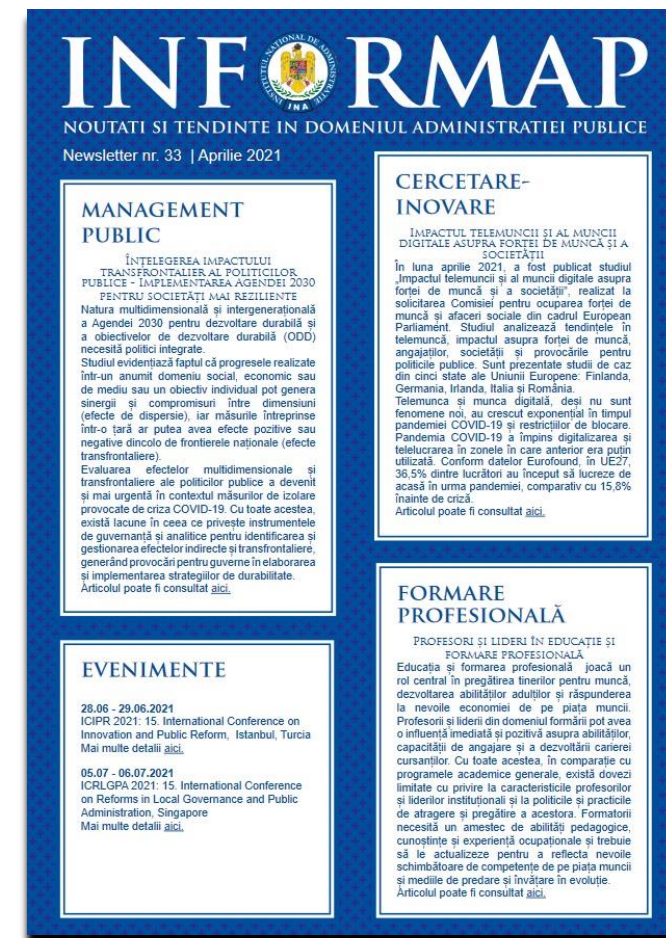 INFORMAP
INSTITUTUL NAȚIONAL DE ADMINISTRAȚIE
INA
NOUTATI SI TENDINTE IN DOMENIUL ADMINISTRATIEI PUBLICE
Newsletter nr. 33 | Aprilie 2021
MANAGEMENT
PUBLIC
Înțelegerea impactului
transfrontalier al politicilor
publice - Implementarea Agendei 2030
pentru societăți mai reziliente
Natura multidimensională și intergenerațională
a Agendei 2030 pentru dezvoltare durabilă și
a obiectivelor de dezvoltare durabilă (ODD)
necesită politici integrate.
Studiul evidențiază faptul că progresele realizate
într-un anumit domeniu social, economic sau
de mediu sau un obiectiv individual pot genera
sinergii și compromisuri între dimensiuni
(efecte de dispersie), iar măsurile întreprinse
într-o țară ar putea avea efecte pozitive sau
negative dincolo de frontierele naționale (efecte
transfrontaliere).
Evaluarea efectelor multidimensionale și
transfrontaliere ale politicilor publice a devenit
și mai urgentă în contextul măsurilor de izolare
provocate de criza COVID-19. Cu toate acestea,
există lacune în ceea ce privește instrumentele
de guvernanță și analitice pentru identificarea și
gestionarea efectelor indirecte și transfrontaliere,
generând provocări pentru guverne în elaborarea
și implementarea strategiilor de durabilitate.
Articolul poate fi consultat aici.
EVENIMENTE
28.06 - 29.06.2021
ICIPR 2021: 15. International Conference on
Innovation and Public Reform, Istanbul, Turcia
Mai multe detalii aici.
05.07 - 06.07.2021
ICRLGPA 2021: 15. International Conference
on Reforms in Local Governance and Public
Administration, Singapore
Mai multe detalii aici.
CERCETARE-
INOVARE
Impactul telemuncii și al muncii
digitale asupra forței de muncă și a
societății
În luna aprilie 2021, a fost publicat studiul
„Impactul telemuncii și al muncii digitale asupra
forței de muncă și a societății”, realizat la
solicitarea Comisiei pentru ocuparea forței de
muncă și afaceri sociale din cadrul European
Parliament. Studiul analizează tendințele în
telemuncă, impactul asupra forței de muncă,
angajaților, societății și provocările pentru
politicile publice. Sunt prezentate studii de caz
din cinci state ale Uniunii Europene: Finlanda,
Germania, Irlanda, Italia și România.
Telemunca și munca digitală, deși nu sunt
fenomene noi, au crescut exponențial în timpul
pandemiei COVID-19 și restricțiilor de blocare.
Pandemia COVID-19 a împins digitalizarea și
telelucrarea în zonele în care anterior era puțin
utilizată. Conform datelor Eurofound, în UE27,
36,5% dintre lucrători au început să lucreze de
acasă în urma pandemiei, comparativ cu 15,8%
înainte de criză.
Articolul poate fi consultat aici.
FORMARE
PROFESIONALĂ
Profesori și lideri în educație și
formare profesională
Educația și formarea profesională joacă un
rol central în pregătirea tinerilor pentru muncă,
dezvoltarea abilităților adulților și răspunderea
la nevoile economiei de pe piața muncii.
Profesorii și liderii din domeniul formării pot avea
o influență imediată și pozitivă asupra abilităților,
capacității de angajare și a dezvoltării carierei
cursanților. Cu toate acestea, în comparație cu
programele academice generale, există dovezi
limitate cu privire la caracteristicile profesorilor
și liderilor instituționali și la politicile și practicile
de atragere și pregătire a acestora. Formatorii
necesită un amestec de abilități pedagogice,
cunoștințe și experiență ocupaționale și trebuie
să le actualizeze pentru a reflecta nevoile
schimbătoare de competențe de pe piața muncii
și mediile de predare și învățare în evoluție.
Articolul poate fi consultat aici.